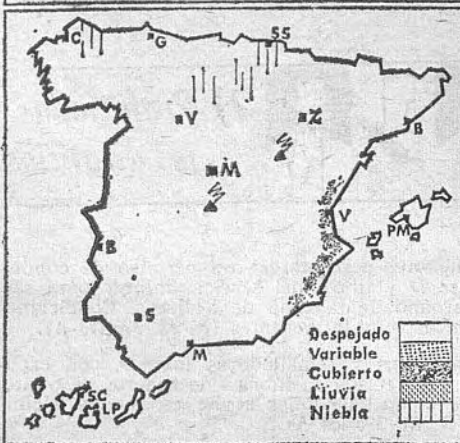 C
G
SS
V
Z
B
M
V
PM
B
S
M
SC
LP
Despejado
Variable
Cubierto
Lluvia
Niebla